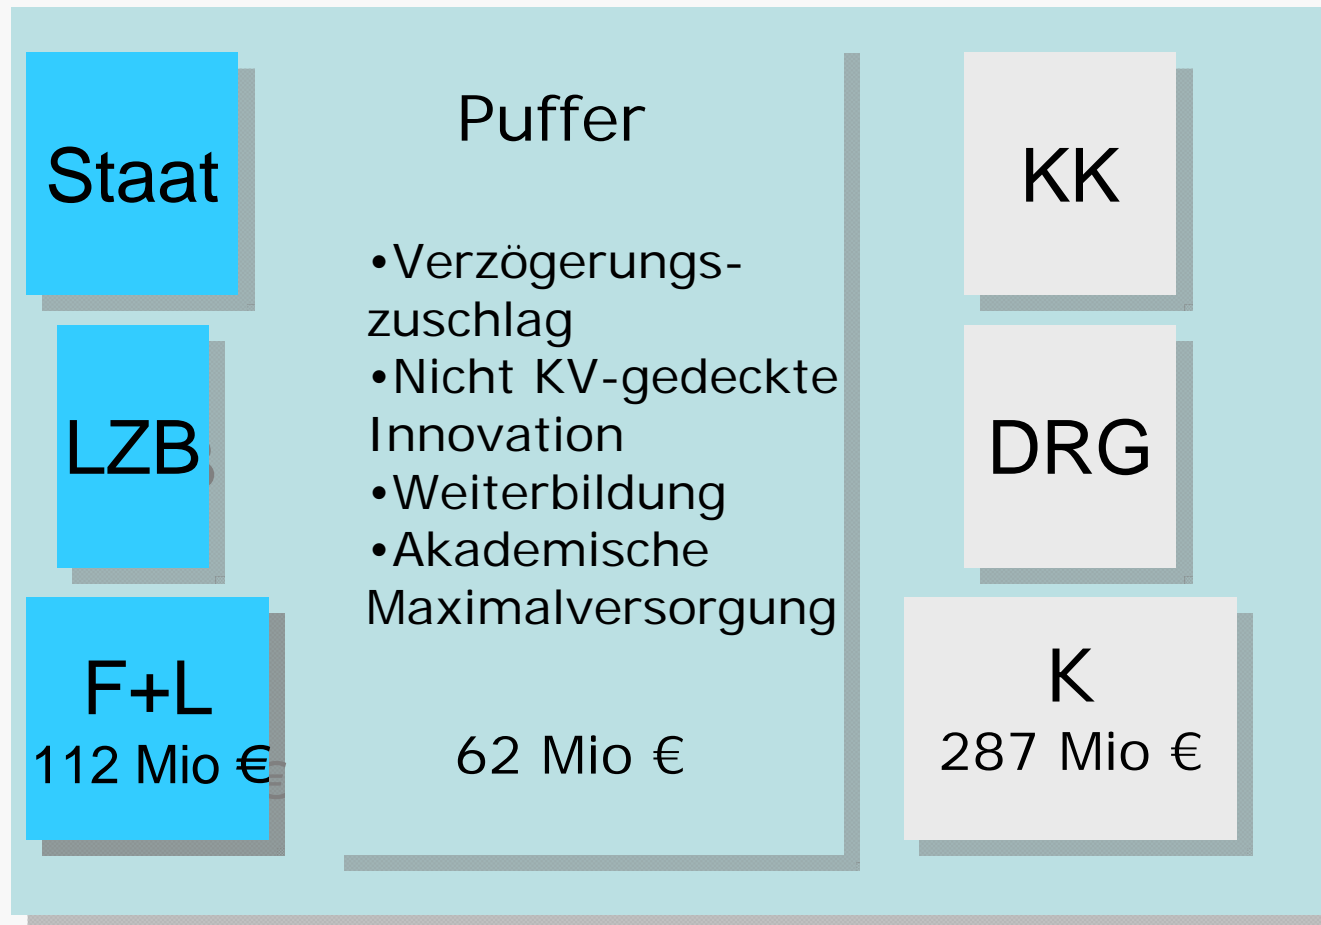 Staat
LZB
F+L
112 Mio €
Puffer
•Verzögerungs-
zuschlag
•Nicht KV-gedeckte
Innovation
•Weiterbildung
•Akademische
Maximalversorgung
62 Mio €
KK
DRG
K
287 Mio €